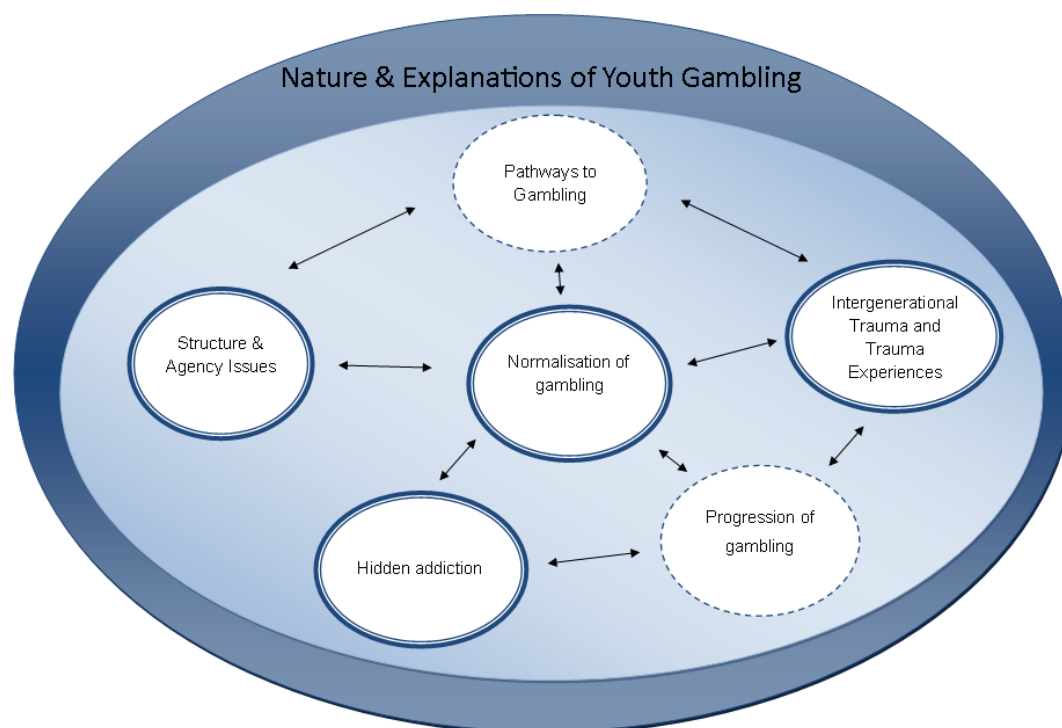 Nature & Explanations of Youth Gambling
Pathways to
Gambling
Intergenerational
Trauma and
Trauma
Experiences
Structure &
Agency Issues
Normalisation of
gambling
Progression of
gambling
Hidden addiction